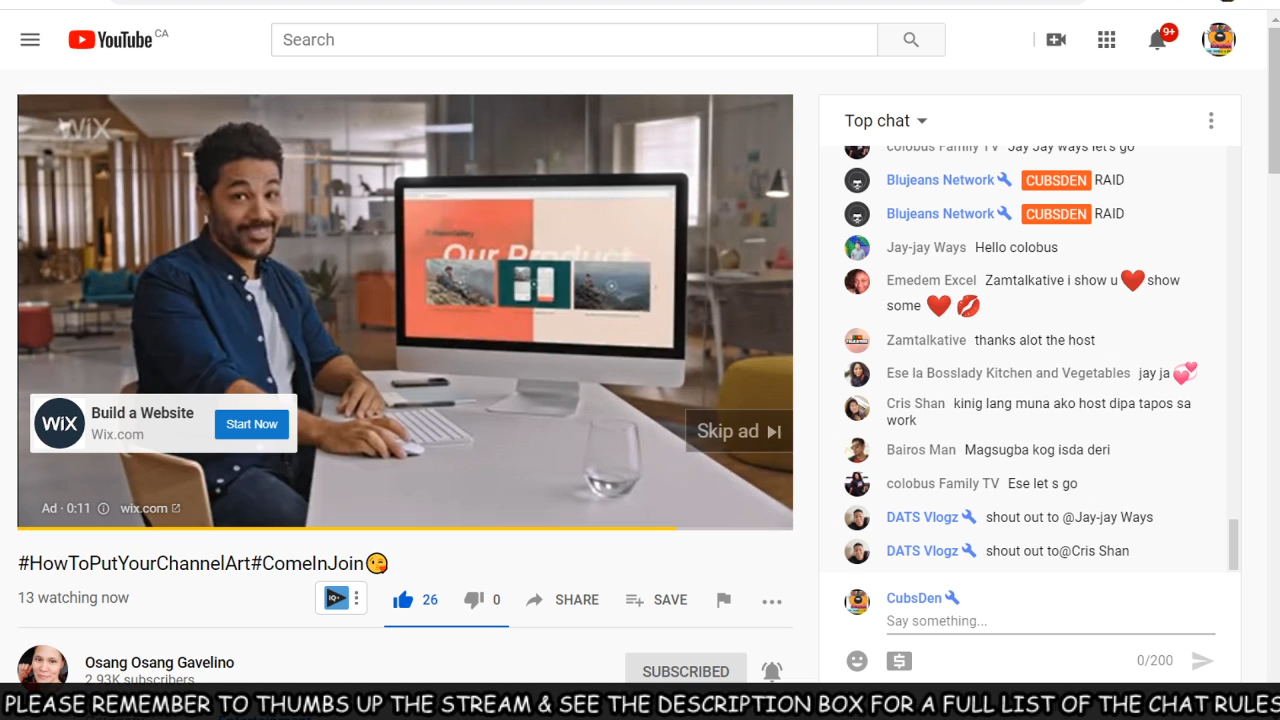 YouTube CA
Search
9+
WiX
Our Product
WiX
Build a Website
Wix.com
Start Now
Skip ad
Ad · 0:11
wix.com
#HowToPutYourChannelArt#ComeInJoin😘
13 watching now
26
0
SHARE
SAVE
Osang Osang Gavelino
2.93K subscribers
SUBSCRIBED
Top chat
colobus Family TV Jay Jay ways let's go
Blujeans Network CUBSDEN RAID
Blujeans Network CUBSDEN RAID
Jay-jay Ways Hello colobus
Emedem Excel Zamtalkative i show u ❤️ show
some ❤️ 💋
Zamtalkative thanks alot the host
Ese la Bosslady Kitchen and Vegetables jay ja 💞
Cris Shan kinig lang muna ako host dipa tapos sa
work
Bairos Man Magsugba kog isda deri
colobus Family TV Ese let s go
DATS Vlogz shout out to @Jay-jay Ways
DATS Vlogz shout out to@Cris Shan
CubsDen
Say something...
0/200
PLEASE REMEMBER TO THUMBS UP THE STREAM & SEE THE DESCRIPTION BOX FOR A FULL LIST OF THE CHAT RULES